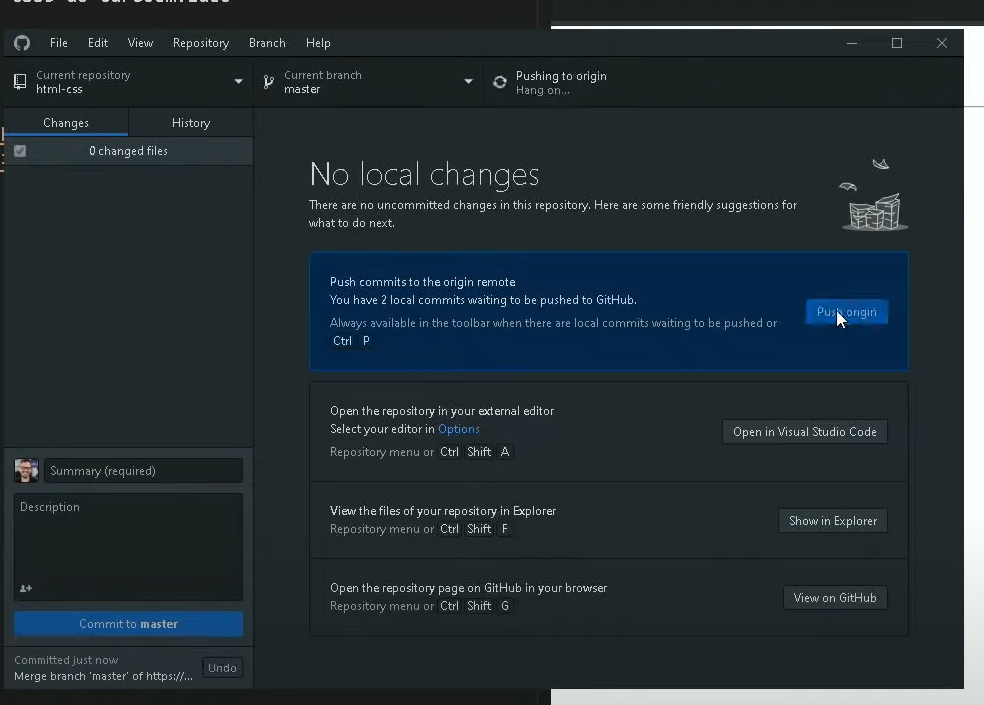 File Edit View Repository Branch Help
Current repository
html-css
Current branch
master
Pushing to origin
Hang on...
Changes
History
0 changed files
No local changes
There are no uncommitted changes in this repository. Here are some friendly suggestions for
what to do next.
Push commits to the origin remote
You have 2 local commits waiting to be pushed to GitHub.
Always available in the toolbar when there are local commits waiting to be pushed or
Ctrl P
Push origin
Open the repository in your external editor
Select your editor in Options
Repository menu or Ctrl Shift A
Open in Visual Studio Code
View the files of your repository in Explorer
Repository menu or Ctrl Shift F
Show in Explorer
Open the repository page on GitHub in your browser
Repository menu or Ctrl Shift G
View on GitHub
Summary (required)
Description
Commit to master
Committed just now
Merge branch 'master' of https://...
Undo